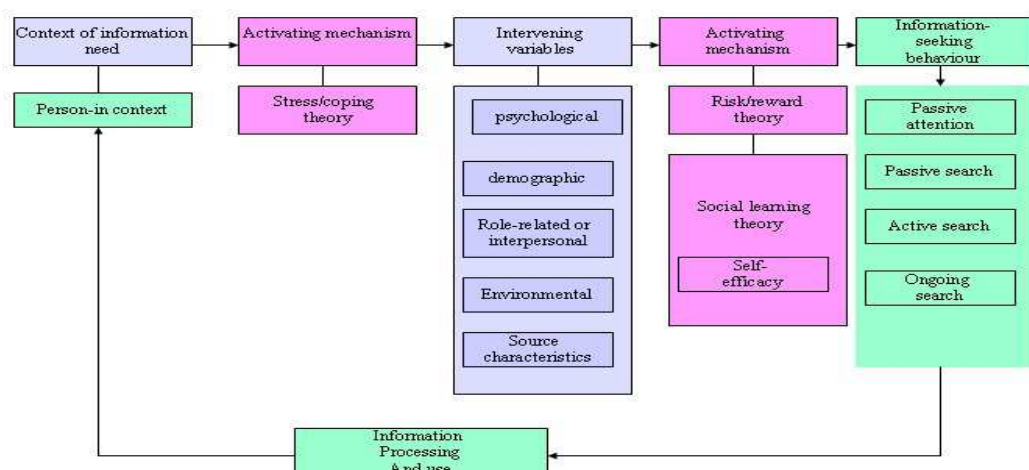 Context of information
need
Activating mechanism
Intervening
variables
Activating
mechanism
Information-
seeking
behaviour
Person-in context
Stress/coping
theory
psychological
demographic
Role-related or
interpersonal
Environmental
Source
characteristics
Risk/reward
theory
Social learning
theory
Self-
efficacy
Passive
attention
Passive search
Active search
Ongoing
search
Information
Processing
And use